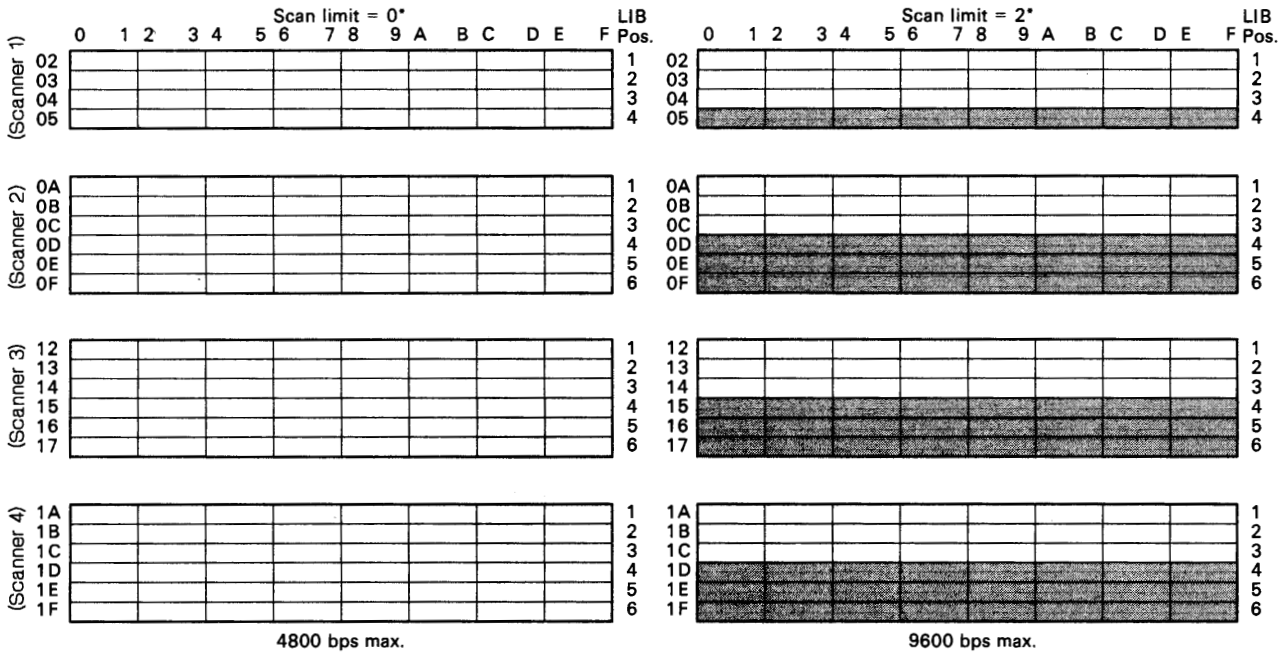 Scan limit = 0* LIB Scan limit = 2* LIB
0 1 2 3 4 5 6 7 8 9 A B C D E F Pos. 0 1 2 3 4 5 6 7 8 9 A B C D E F Pos.
(Scanner 1)
02 1 02 1
03 2 03 2
04 3 04 3
05 4 05 4
(Scanner 2)
0A 1 0A 1
0B 2 0B 2
0C 3 0C 3
0D 4 0D 4
0E 5 0E 5
0F 6 0F 6
(Scanner 3)
12 1 12 1
13 2 13 2
14 3 14 3
15 4 15 4
16 5 16 5
17 6 17 6
(Scanner 4)
1A 1 1A 1
1B 2 1B 2
1C 3 1C 3
1D 4 1D 4
1E 5 1E 5
1F 6 1F 6
4800 bps max. 9600 bps max.